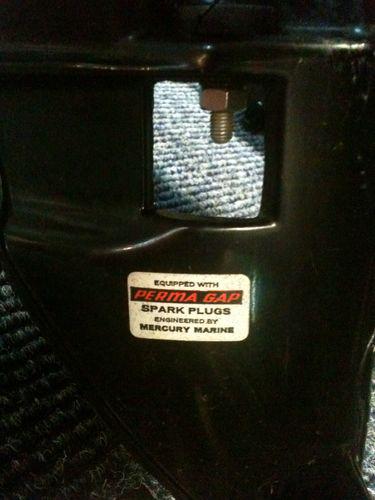 EQUIPPED WITH
PERMA GAP
SPARK PLUGS
ENGINEERED BY
MERCURY MARINE